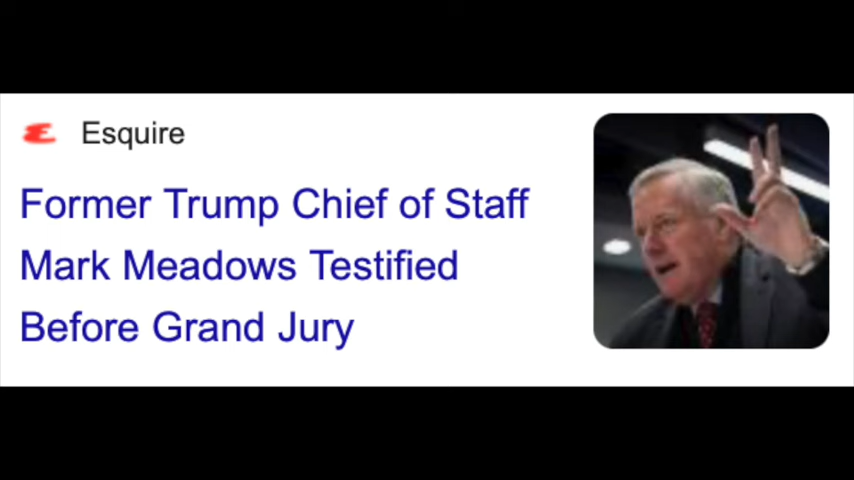 Esquire
Former Trump Chief of Staff
Mark Meadows Testified
Before Grand Jury